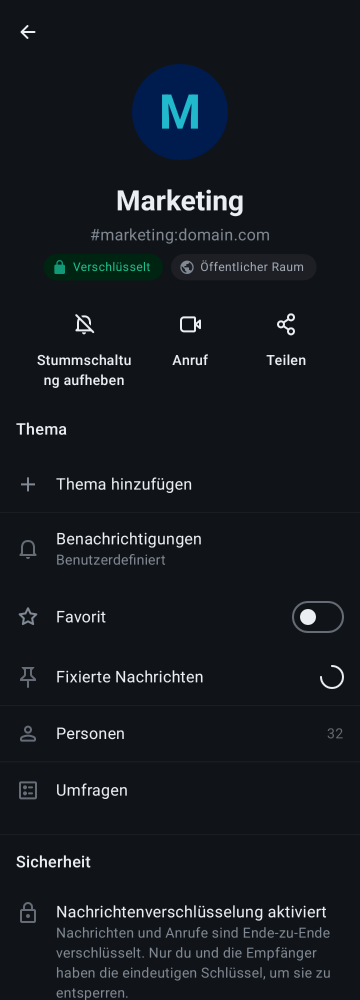 M
Marketing
#marketing:domain.com
Verschlüsselt
Öffentlicher Raum
Stummschaltu
ng aufheben
Anruf
Teilen
Thema
Thema hinzufügen
Benachrichtigungen
Benutzerdefiniert
Favorit
Fixierte Nachrichten
Personen
32
Umfragen
Sicherheit
Nachrichtenverschlüsselung aktiviert
Nachrichten und Anrufe sind Ende-zu-Ende
verschlüsselt. Nur du und die Empfänger
haben die eindeutigen Schlüssel, um sie zu
entsperren.